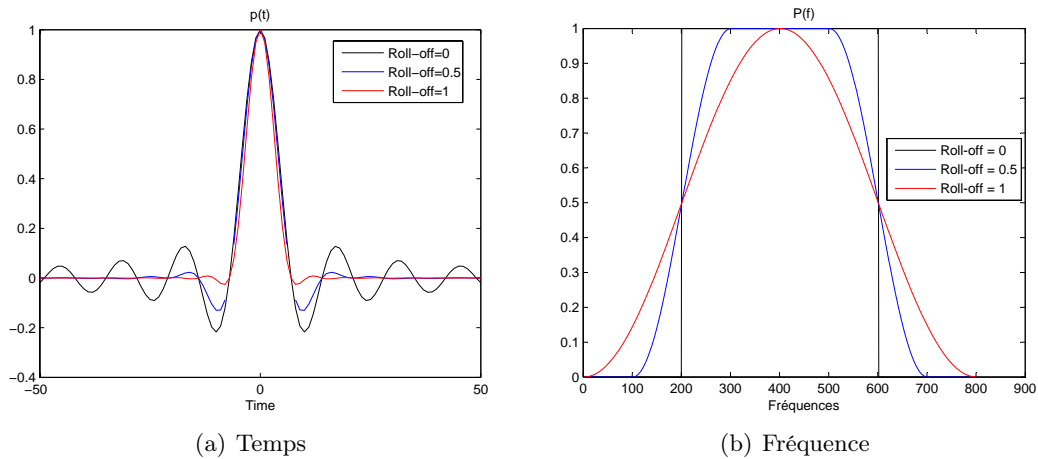 p(t)
1
0.8
0.6
0.4
0.2
0
−0.2
−0.4
−50
0
50
Time
Roll−off=0
Roll−off=0.5
Roll−off=1
(a) Temps
P(f)
1
0.9
0.8
0.7
0.6
0.5
0.4
0.3
0.2
0.1
0
0
100
200
300
400
500
600
700
800
900
Fréquences
Roll-off = 0
Roll-off = 0.5
Roll-off = 1
(b) Fréquence